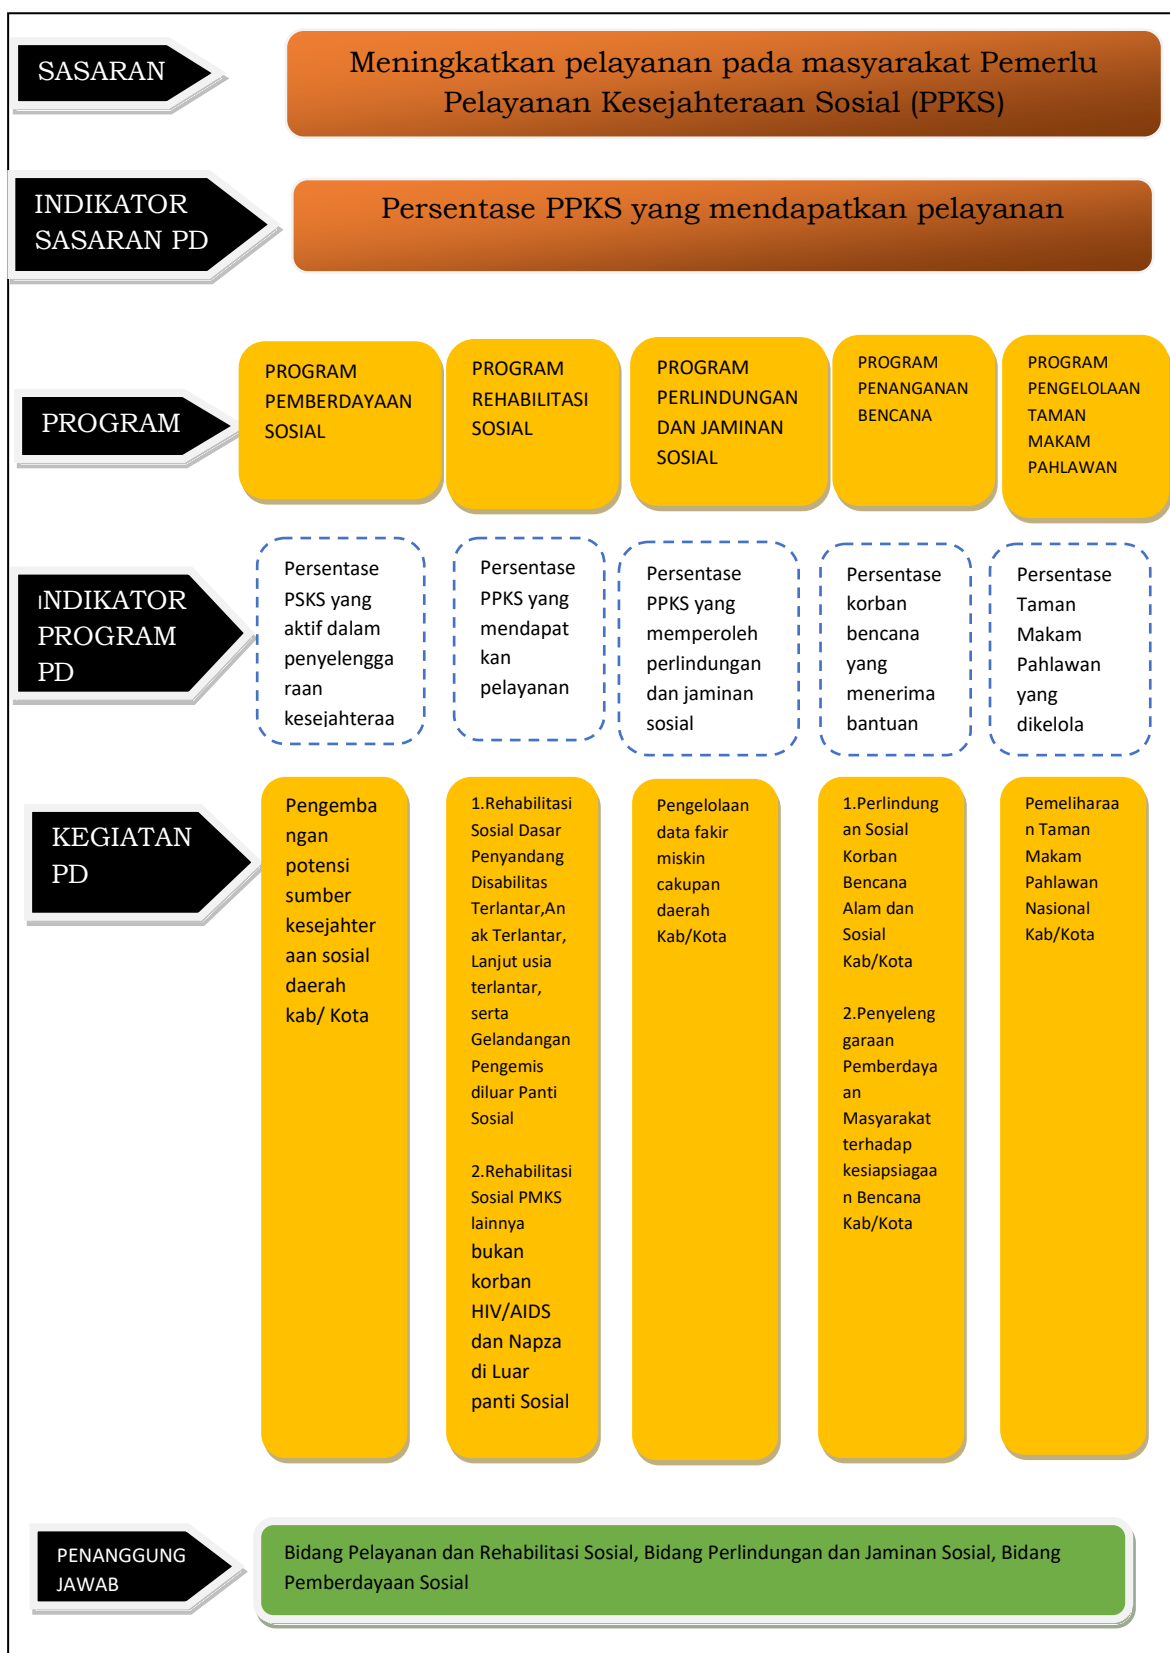 SASARAN
Meningkatkan pelayanan pada masyarakat Pemerlu
Pelayanan Kesejahteraan Sosial (PPKS)
INDIKATOR
SASARAN PD
Persentase PPKS yang mendapatkan pelayanan
PROGRAM
PROGRAM
PEMBERDAYAAN
SOSIAL
PROGRAM
REHABILITASI
SOSIAL
PROGRAM
PERLINDUNGAN
DAN JAMINAN
SOSIAL
PROGRAM
PENANGANAN
BENCANA
PROGRAM
PENGELOLAAN
TAMAN
MAKAM
PAHLAWAN
INDIKATOR
PROGRAM
PD
Persentase
PSKS yang
aktif dalam
penyelengga
raan
kesejahteraa
Persentase
PPKS yang
mendapat
kan
pelayanan
Persentase
PPKS yang
memperoleh
perlindungan
dan jaminan
sosial
Persentase
korban
bencana
yang
menerima
bantuan
Persentase
Taman
Makam
Pahlawan
yang
dikelola
KEGIATAN
PD
Pengemba
ngan
potensi
sumber
kesejahter
aan sosial
daerah
kab/ Kota
1.Rehabilitasi
Sosial Dasar
Penyandang
Disabilitas
Terlantar,An
ak Terlantar,
Lanjut usia
terlantar,
serta
Gelandangan
Pengemis
diluar Panti
Sosial
2.Rehabilitasi
Sosial PMKS
lainnya
bukan
korban
HIV/AIDS
dan Napza
di Luar
panti Sosial
Pengelolaan
data fakir
miskin
cakupan
daerah
Kab/Kota
1.Perlindung
an Sosial
Korban
Bencana
Alam dan
Sosial
Kab/Kota
2.Penyeleng
garaan
Pemberdaya
an
Masyarakat
terhadap
kesiapsiagaa
n Bencana
Kab/Kota
Pemeliharaa
n Taman
Makam
Pahlawan
Nasional
Kab/Kota
PENANGGUNG
JAWAB
Bidang Pelayanan dan Rehabilitasi Sosial, Bidang Perlindungan dan Jaminan Sosial, Bidang
Pemberdayaan Sosial